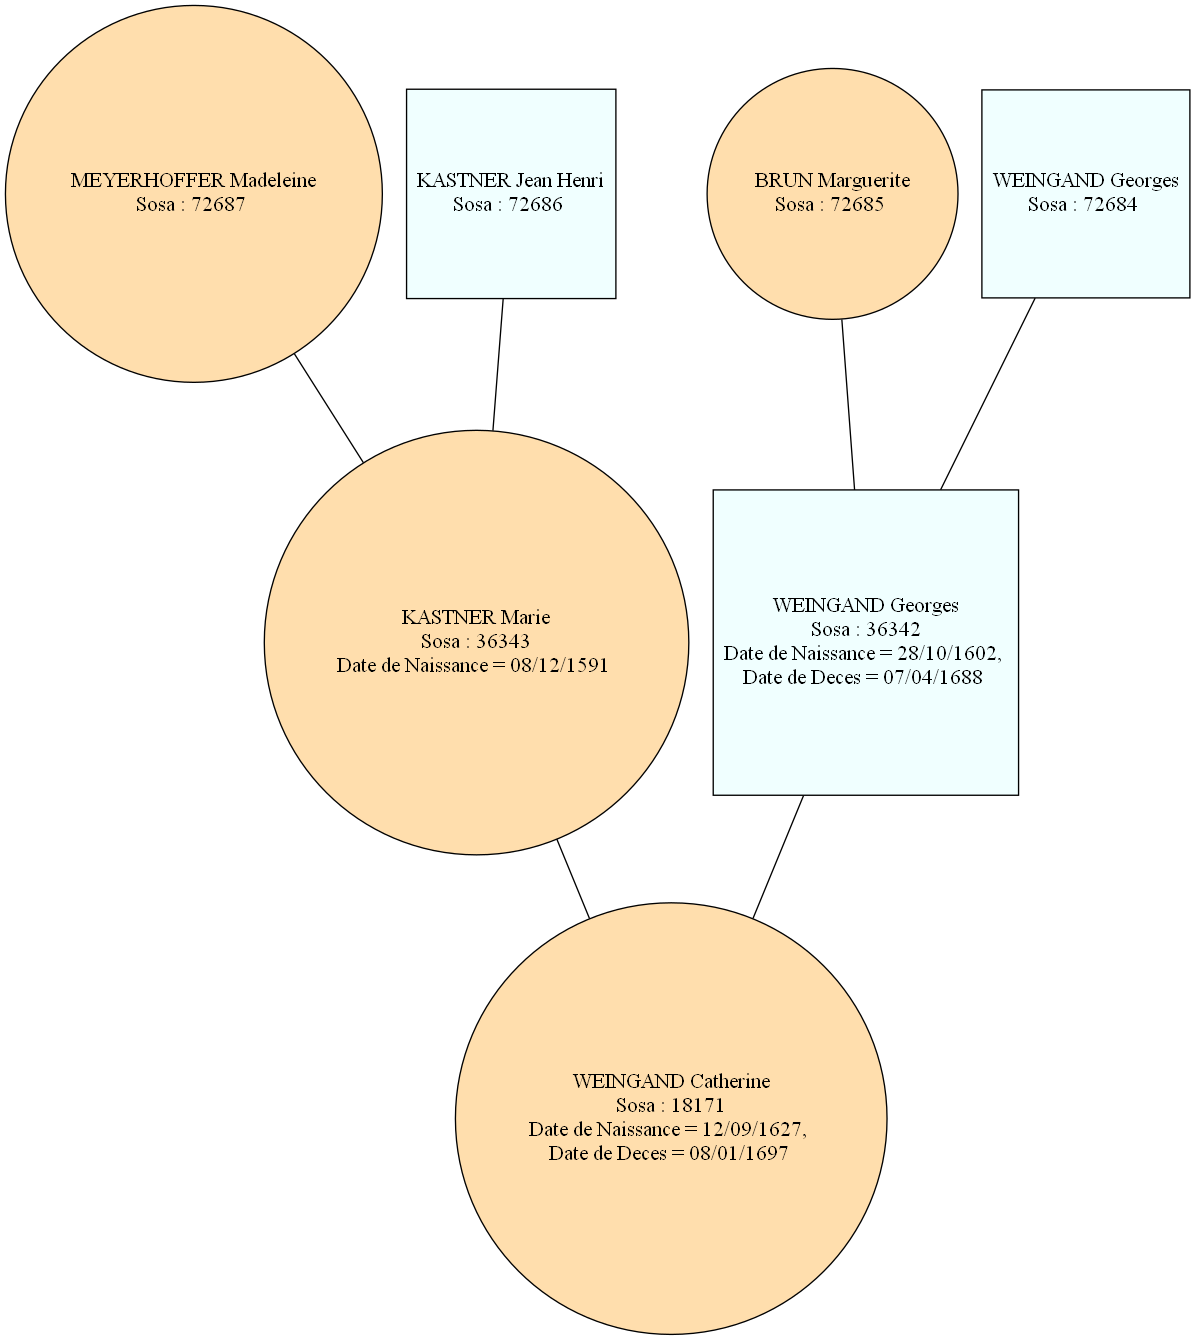 MEYERHOFFER Madeleine
Sosa : 72687
KASTNER Jean Henri
Sosa : 72686
BRUN Marguerite
Sosa : 72685
WEINGAND Georges
Sosa : 72684
KASTNER Marie
Sosa : 36343
Date de Naissance = 08/12/1591
WEINGAND Georges
Sosa : 36342
Date de Naissance = 28/10/1602,
Date de Deces = 07/04/1688
WEINGAND Catherine
Sosa : 18171
Date de Naissance = 12/09/1627,
Date de Deces = 08/01/1697